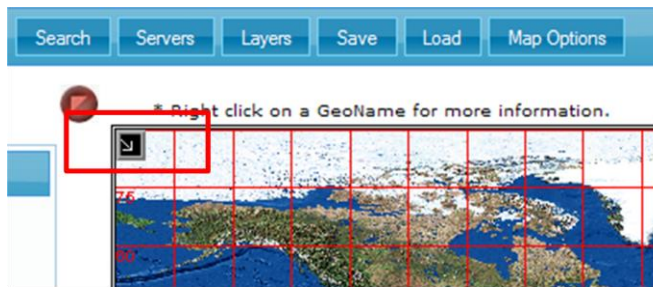 Search Servers Layers Save Load Map Options
* Right click on a GeoName for more information.
75
60